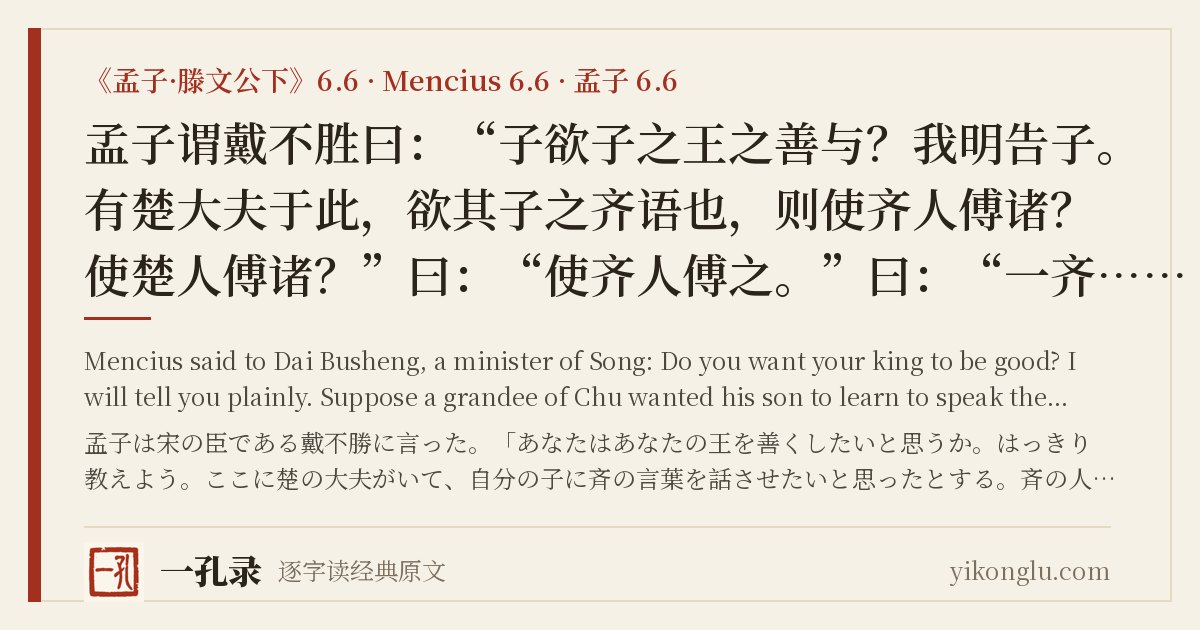 《孟子·滕文公下》6.6 · Mencius 6.6 · 孟子 6.6
孟子谓戴不胜曰：“子欲子之王之善与？我明告子。
有楚大夫于此，欲其子之齐语也，则使齐人傅诸？
使楚人傅诸？”曰：“使齐人傅之。”曰：“一齐……
Mencius said to Dai Busheng, a minister of Song: Do you want your king to be good? I
will tell you plainly. Suppose a grandee of Chu wanted his son to learn to speak the...
孟子は宋の臣である戴不勝に言った。「あなたはあなたの王を善くしたいと思うか。はっきり
教えよう。ここに楚の大夫がいて、自分の子に斉の言葉を話させたいと思ったとする。斉の人…
一孔
一孔录 逐字读经典原文 yikonglu.com